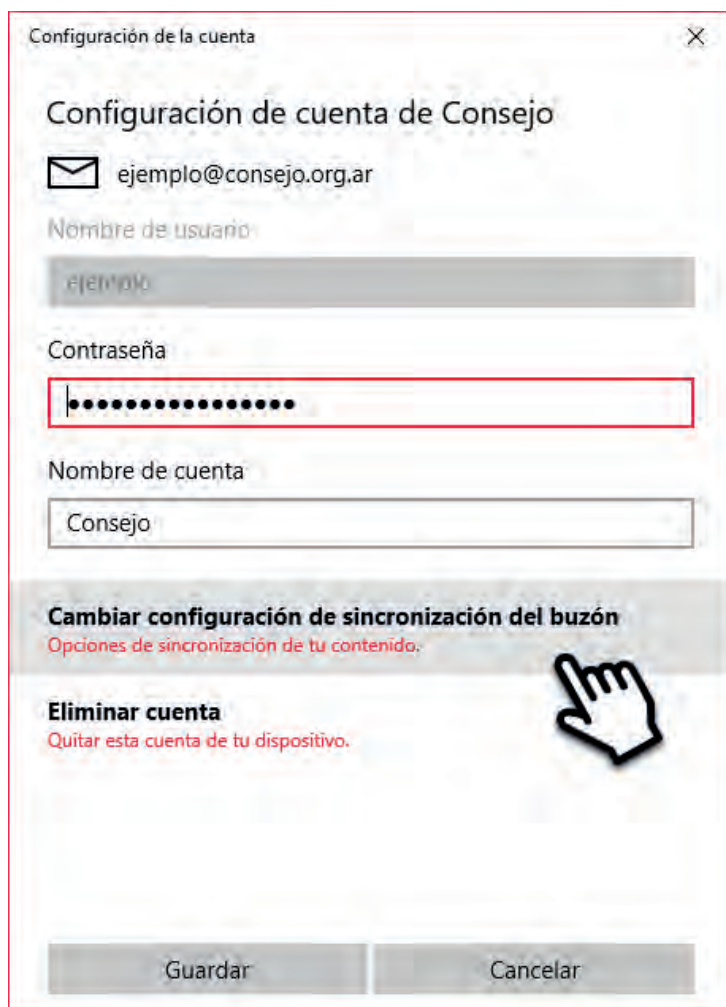 Configuración de la cuenta
Configuración de cuenta de Consejo
ejemplo@consejo.org.ar
Nombre de usuario
ejemplo
Contraseña
••••••••••••••••
Nombre de cuenta
Consejo
Cambiar configuración de sincronización del buzón
Opciones de sincronización de tu contenido.
Eliminar cuenta
Quitar esta cuenta de tu dispositivo.
Guardar Cancelar